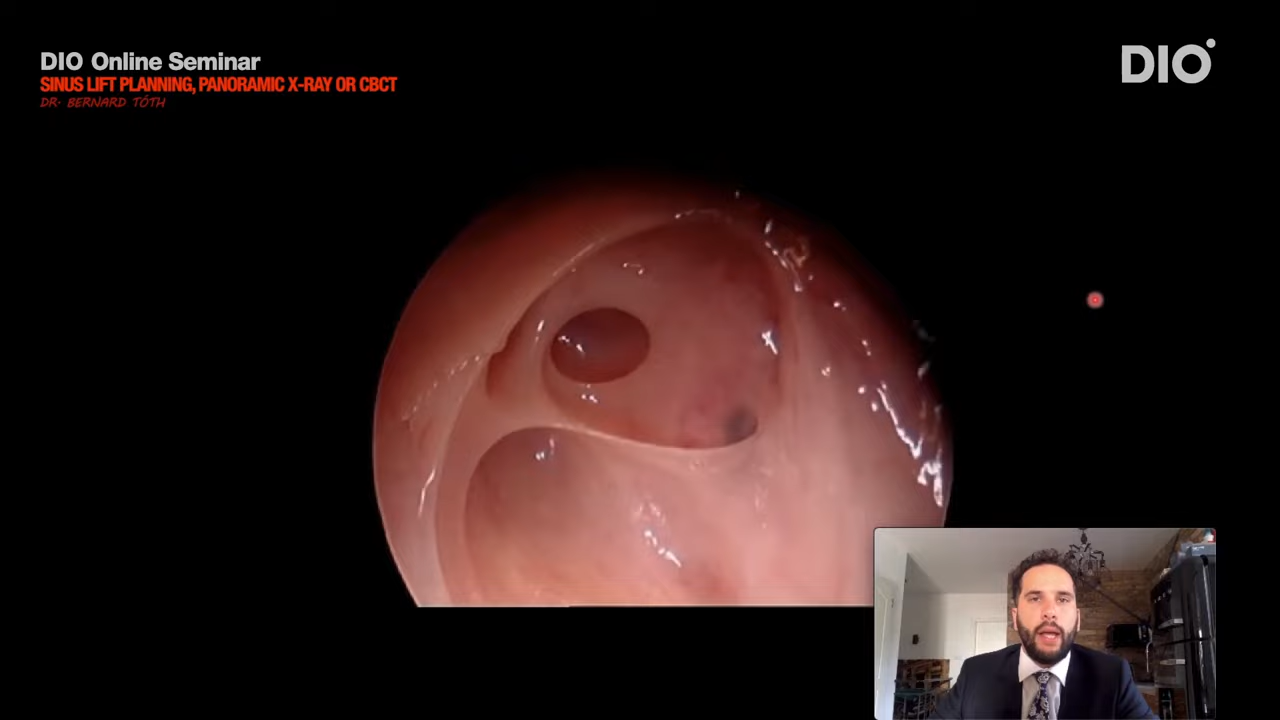 DIO Online Seminar
SINUS LIFT PLANNING, PANORAMIC X-RAY OR CBCT
DR. BERNARD TÓTH
DIO